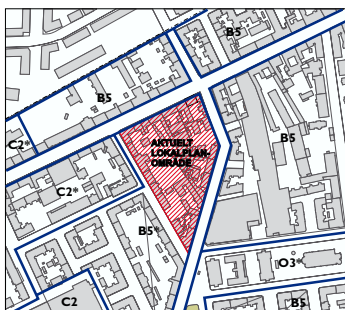 B5
B5
C2*
AKTUELT
LOKALPLAN-
OMRÅDE
B5
C2*
B5*
O3*
C2
B5